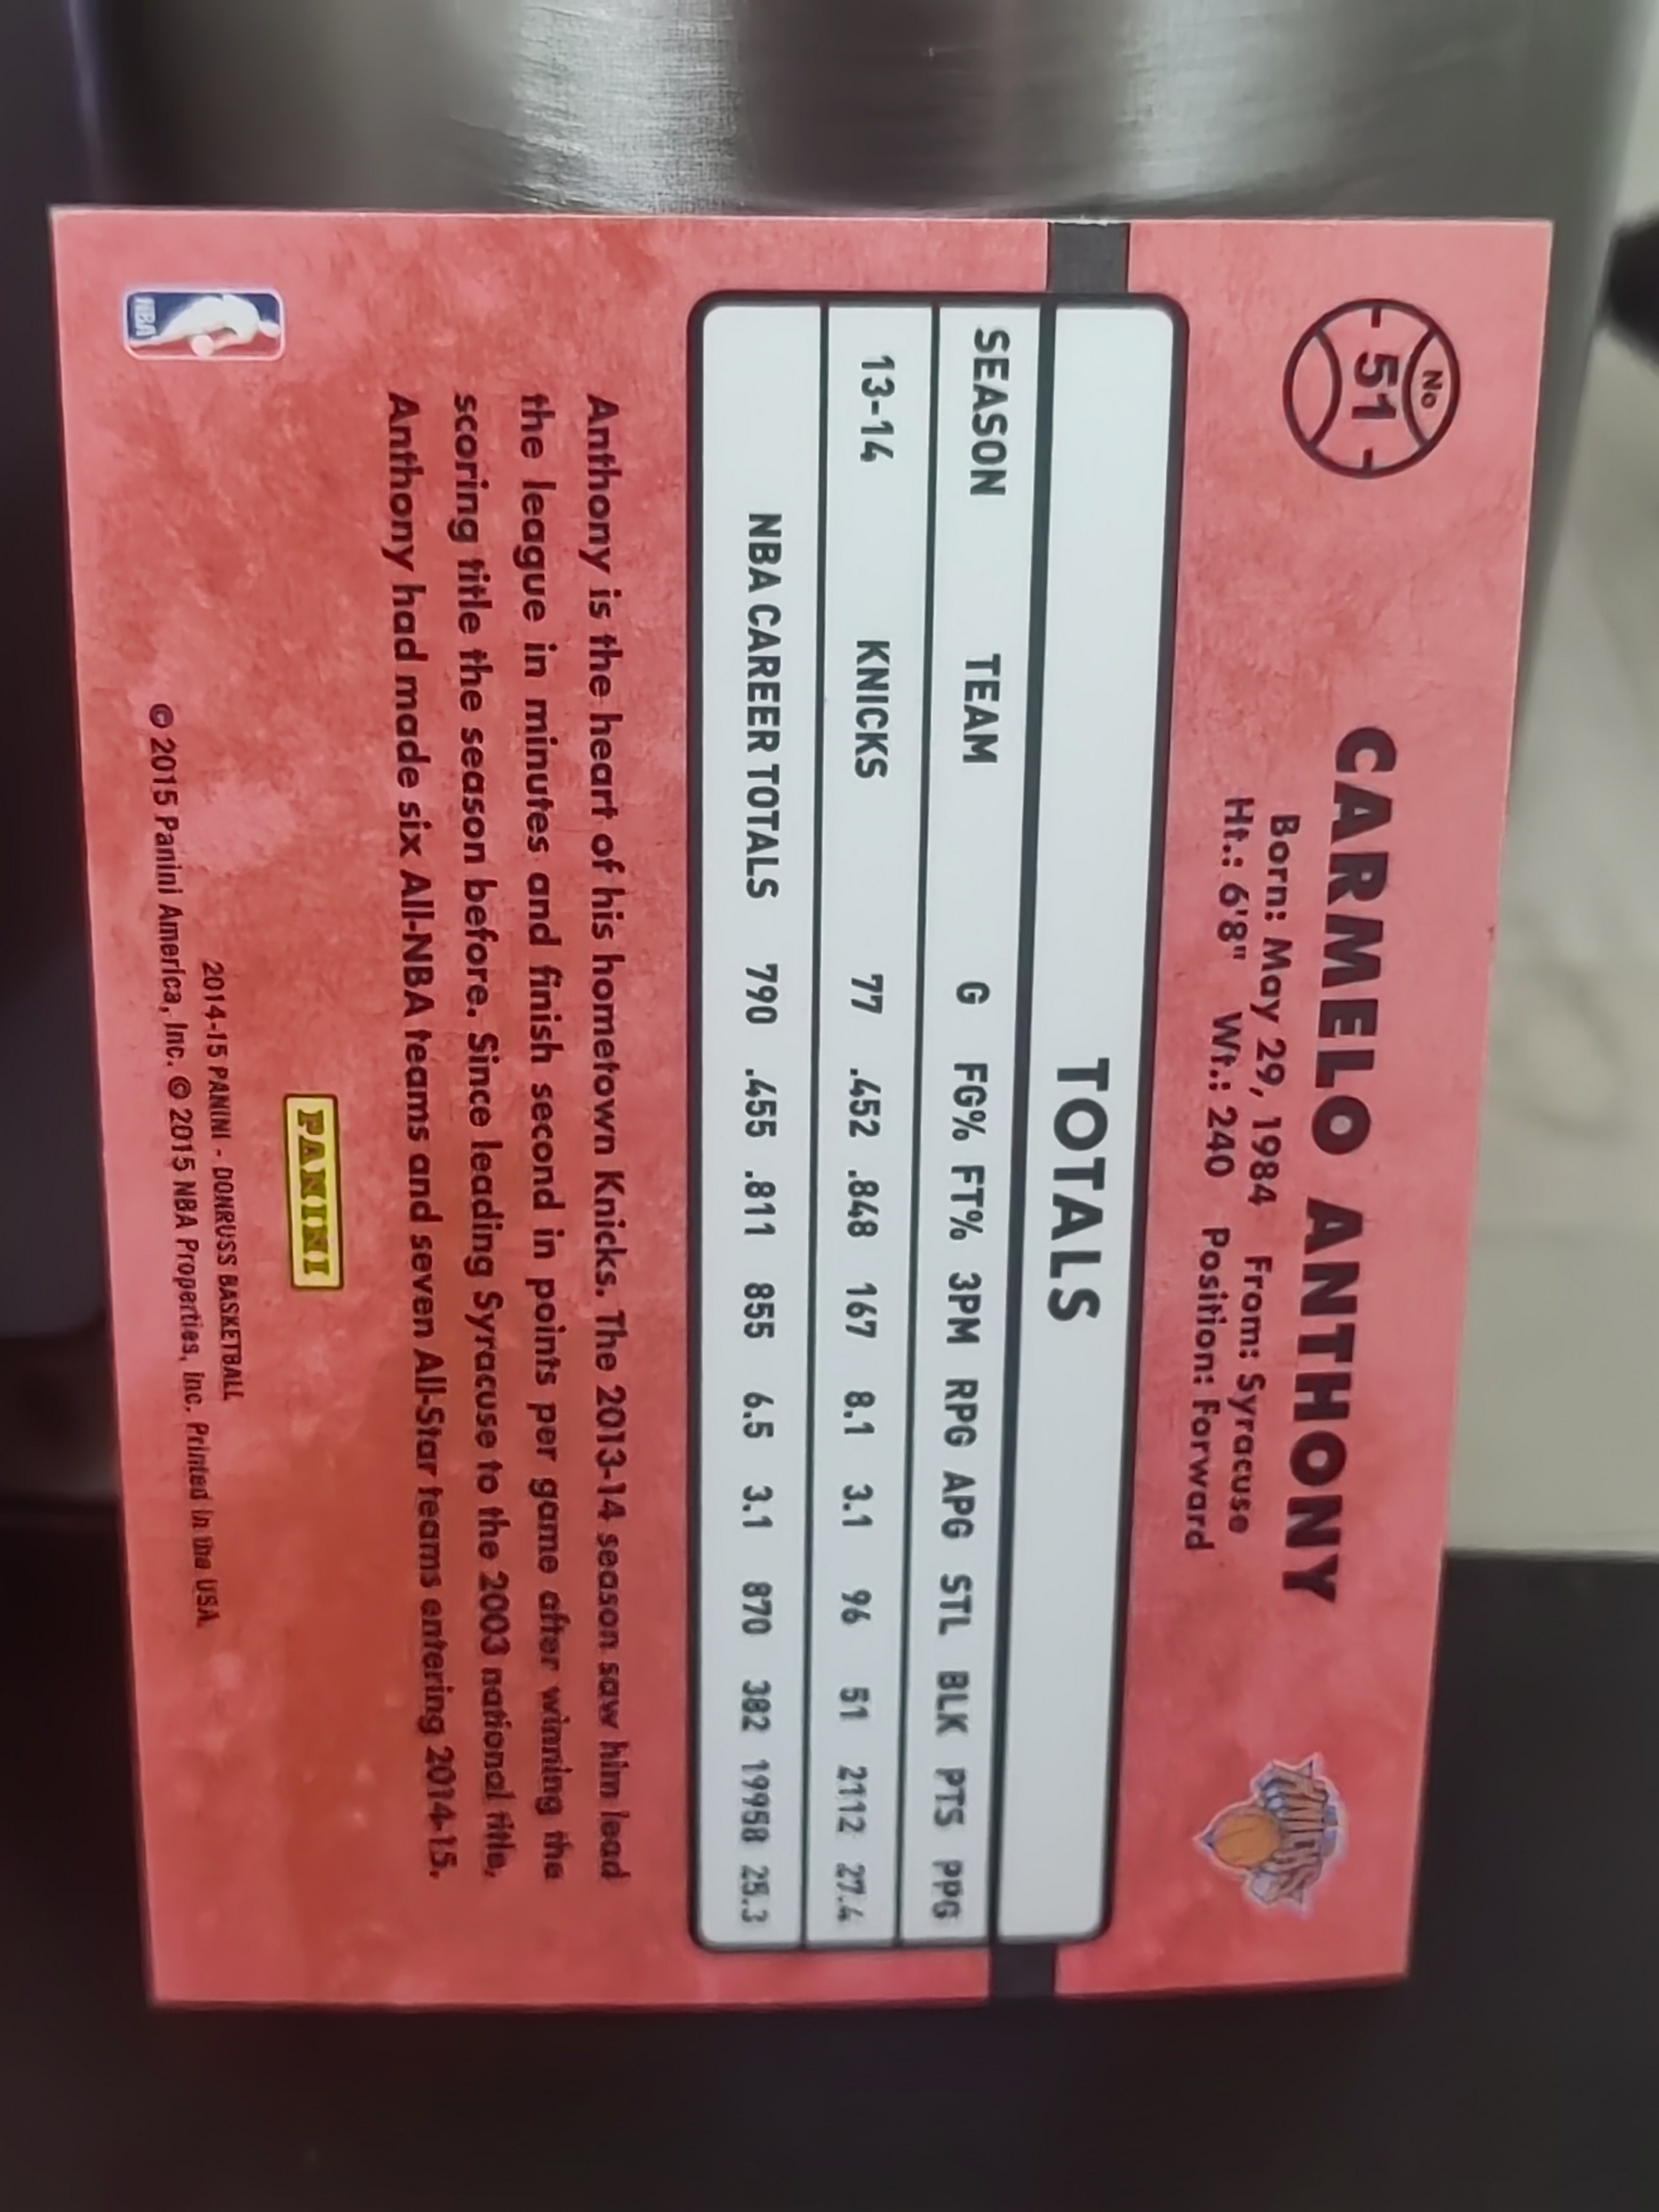 No
- 51 -
CARMELO ANTHONY
Born: May 29, 1984 From: Syracuse
Ht.: 6'8" Wt.: 240 Position: Forward
KNICKS
TOTALS
SEASON TEAM G FG% FT% 3PM RPG APG STL BLK PTS PPG
13-14 KNICKS 77 .452 .848 167 8.1 3.1 96 51 2112 27.4
NBA CAREER TOTALS 790 .455 .811 855 6.5 3.1 870 382 19958 25.3
Anthony is the heart of his hometown Knicks. The 2013-14 season saw him lead
the league in minutes and finish second in points per game after winning the
scoring title the season before. Since leading Syracuse to the 2003 national title,
Anthony had made six All-NBA teams and seven All-Star teams entering 2014-15.
PANINI
2014-15 PANINI - DONRUSS BASKETBALL
© 2015 Panini America, Inc. © 2015 NBA Properties, Inc. Printed in the USA.
NBA